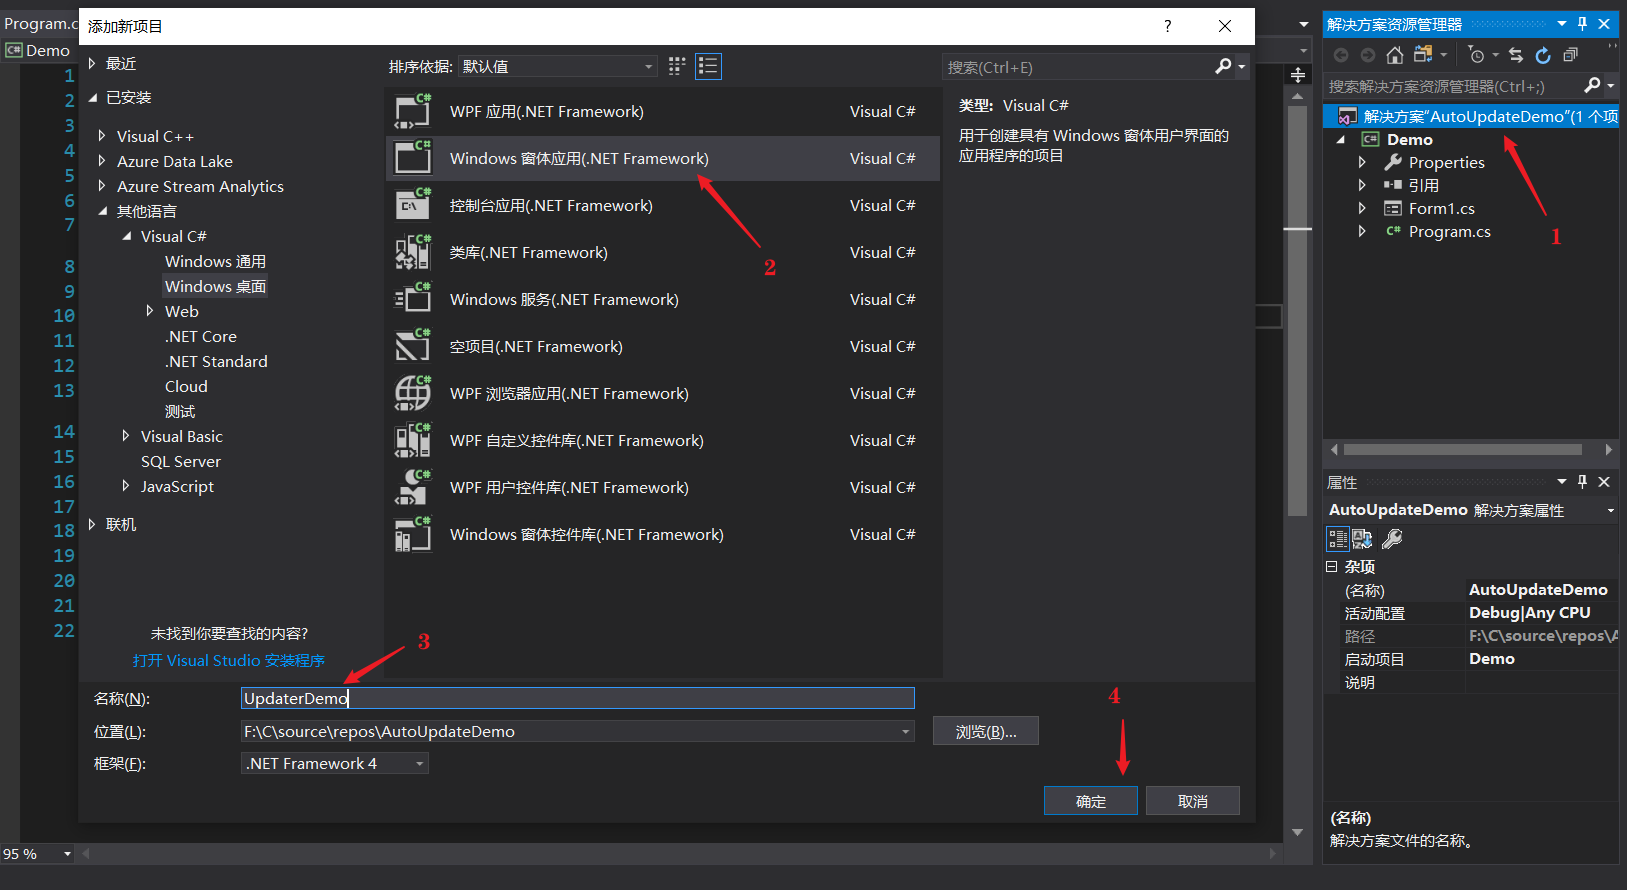 Program.c
Demo
1
2
3
4
5
6
7
8
9
10
11
12
13
14
15
16
17
18
19
20
21
22
95 %
添加新项目
?
最近
已安装
Visual C++
Azure Data Lake
Azure Stream Analytics
其他语言
Visual C#
Windows 通用
Windows 桌面
Web
.NET Core
.NET Standard
Cloud
测试
Visual Basic
SQL Server
JavaScript
联机
未找到你要查找的内容?
打开 Visual Studio 安装程序
排序依据: 默认值
搜索(Ctrl+E)
WPF 应用(.NET Framework) Visual C#
Windows 窗体应用(.NET Framework) Visual C#
控制台应用(.NET Framework) Visual C#
类库(.NET Framework) Visual C#
Windows 服务(.NET Framework) Visual C#
空项目(.NET Framework) Visual C#
WPF 浏览器应用(.NET Framework) Visual C#
WPF 自定义控件库(.NET Framework) Visual C#
WPF 用户控件库(.NET Framework) Visual C#
Windows 窗体控件库(.NET Framework) Visual C#
2
类型: Visual C#
用于创建具有 Windows 窗体用户界面的
应用程序的项目
3
名称(N): UpdaterDemo
位置(L): F:\C\source\repos\AutoUpdateDemo
浏览(B)...
框架(F): .NET Framework 4
4
确定
取消
解决方案资源管理器
搜索解决方案资源管理器(Ctrl+;)
解决方案"AutoUpdateDemo"(1 个项
Demo
Properties
引用
Form1.cs
Program.cs
1
属性
AutoUpdateDemo 解决方案属性
杂项
(名称) AutoUpdateDemo
活动配置 Debug|Any CPU
路径 F:\C\source\repos\A
启动项目 Demo
说明
(名称)
解决方案文件的名称。